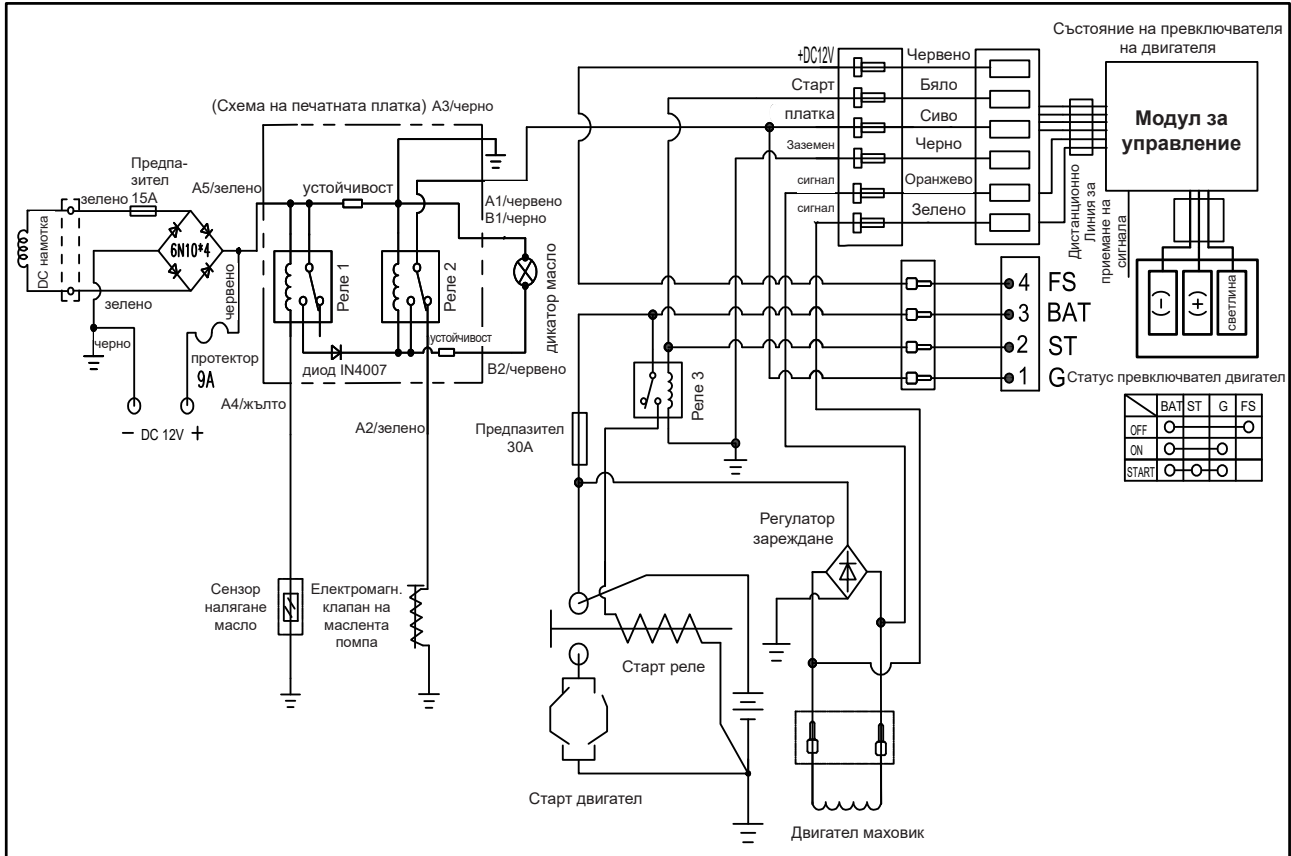 Състояние на превключвателя
на двигателя
+DC12V
Червено
Старт
Бяло
платка
Сиво
Заземен
Черно
сигнал
Оранжево
сигнал
Зелено
Модул за
управление
Дистанционно
Линия за
приемане на
сигнала
(-)
(+)
светлина
(Схема на печатната платка)
A3/черно
Предпа-
зител
15A
зелено
A5/зелено
устойчивост
A1/червено
B1/черно
DC намотка
6N10*4
червено
зелено
черно
Реле 1
Реле 2
дикатор масло
устойчивост
протектор
9A
диод IN4007
B2/червено
A4/жълто
A2/зелено
– DC 12V +
4 FS
3 BAT
2 ST
1 G
Реле 3
Предпазител
30A
Статус превключвател двигател
BAT ST G FS
OFF
ON
START
Регулатор
зареждане
Сензор
налягане
масло
Електромагн.
клапан на
маслента
помпа
Старт реле
Старт двигател
Двигател маховик